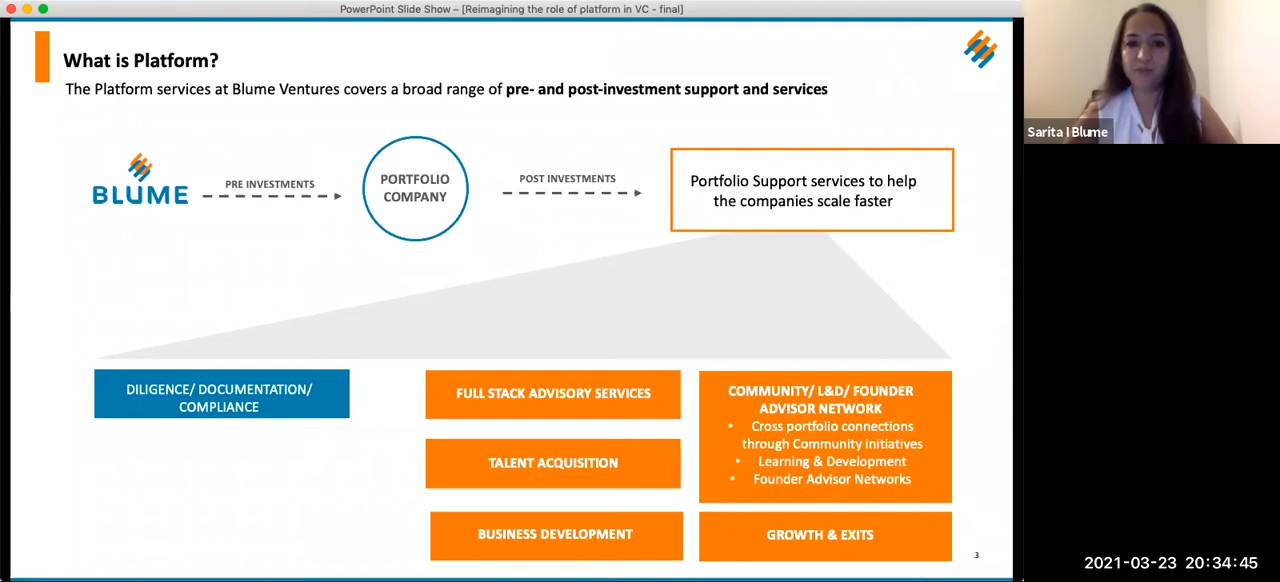 PowerPoint Slide Show – [Reimagining the role of platform in VC - final]
What is Platform?
The Platform services at Blume Ventures covers a broad range of pre- and post-investment support and services
BLUME
PRE INVESTMENTS
PORTFOLIO
COMPANY
POST INVESTMENTS
Portfolio Support services to help
the companies scale faster
DILIGENCE/ DOCUMENTATION/
COMPLIANCE
FULL STACK ADVISORY SERVICES
TALENT ACQUISITION
BUSINESS DEVELOPMENT
COMMUNITY/ L&D/ FOUNDER
ADVISOR NETWORK
• Cross portfolio connections
through Community initiatives
• Learning & Development
• Founder Advisor Networks
GROWTH & EXITS
3
Sarita I Blume
2021-03-23 20:34:45